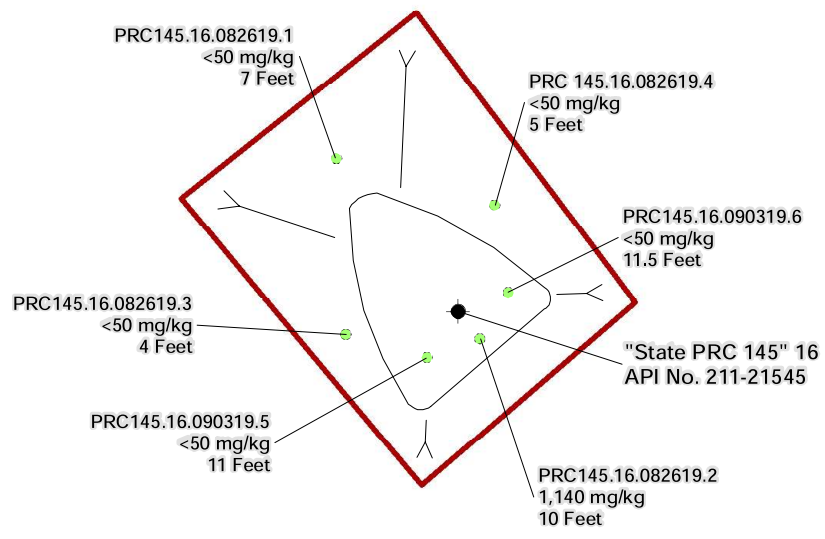 PRC145.16.082619.1
<50 mg/kg
7 Feet
PRC 145.16.082619.4
<50 mg/kg
5 Feet
PRC145.16.090319.6
<50 mg/kg
11.5 Feet
PRC145.16.082619.3
<50 mg/kg
4 Feet
"State PRC 145" 16
API No. 211-21545
PRC145.16.090319.5
<50 mg/kg
11 Feet
PRC145.16.082619.2
1,140 mg/kg
10 Feet